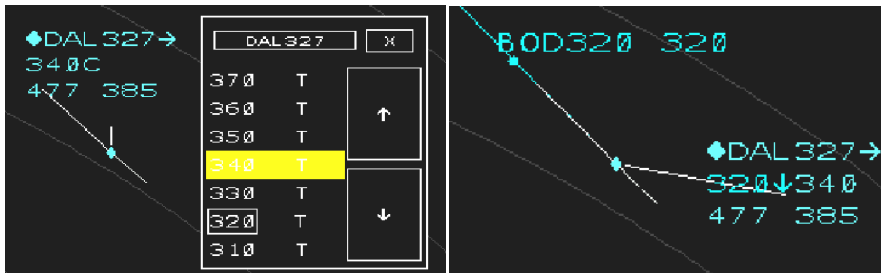 ◆DAL327→
340C
477 385
DAL327 X
370 T
360 T
↑
350 T
340 T
330 T
320 T
↓
310 T
BOD320 320
◆DAL327→
320↓340
477 385